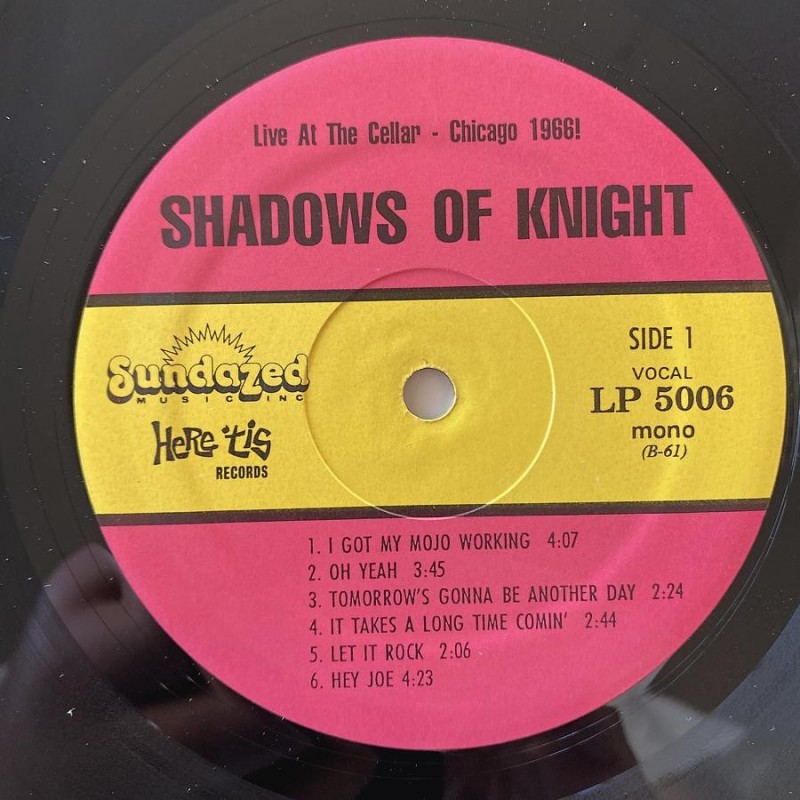 Live At The Cellar - Chicago 1966!
SHADOWS OF KNIGHT
Sundazed
MUSIC INC
HeRe 'tis
RECORDS
SIDE 1
VOCAL
LP 5006
mono
(B-61)
1. I GOT MY MOJO WORKING 4:07
2. OH YEAH 3:45
3. TOMORROW'S GONNA BE ANOTHER DAY 2:24
4. IT TAKES A LONG TIME COMIN' 2:44
5. LET IT ROCK 2:06
6. HEY JOE 4:23